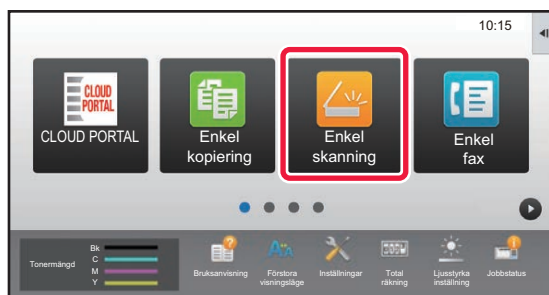 10:15
CLOUD
PORTAL
CLOUD PORTAL
Enkel
kopiering
Enkel
skanning
Enkel
fax
Tonermängd
Bk
C
M
Y
Bruksanvisning
Förstora
visningsläge
Inställningar
Total
räkning
Ljusstyrka
inställning
Jobbstatus